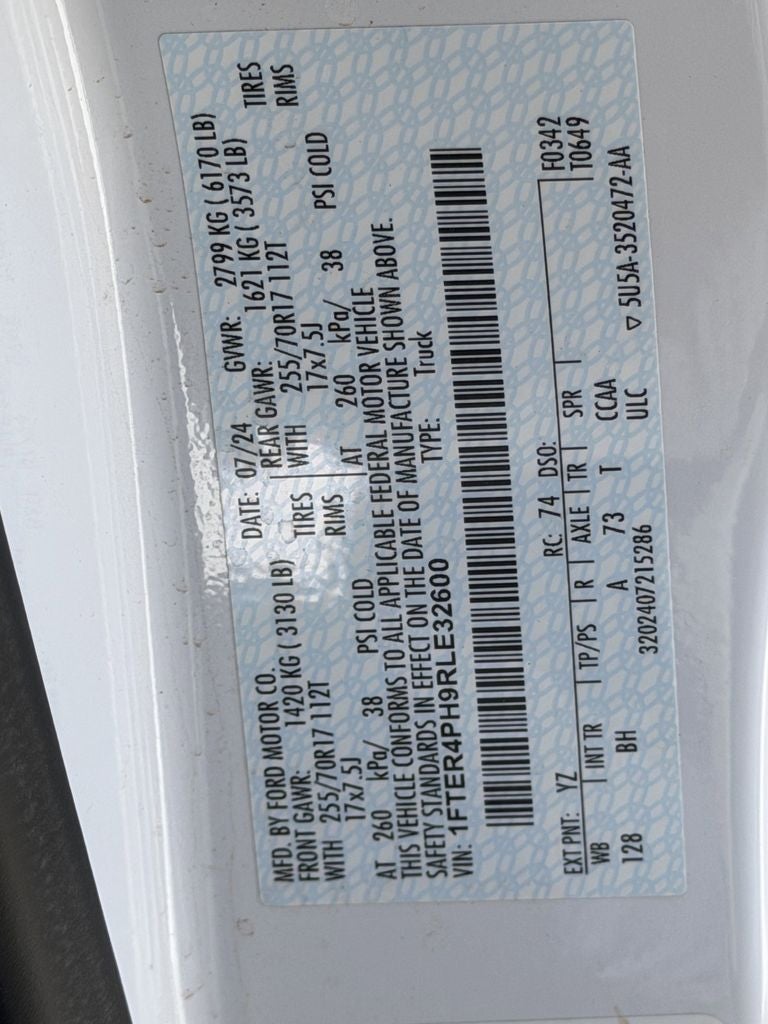 MFD. BY FORD MOTOR CO. DATE: 07/24 GVWR: 2799 KG ( 6170 LB)
FRONT GAWR: 1420 KG ( 3130 LB) REAR GAWR: 1621 KG ( 3573 LB)
WITH 255/70R17 112T TIRES WITH 255/70R17 112T TIRES
17x7.5J RIMS 17x7.5J RIMS
AT 260 kPa/ 38 PSI COLD AT 260 kPa/ 38 PSI COLD
THIS VEHICLE CONFORMS TO ALL APPLICABLE FEDERAL MOTOR VEHICLE
SAFETY STANDARDS IN EFFECT ON THE DATE OF MANUFACTURE SHOWN ABOVE.
VIN: 1FTER4PH9RLE32600 TYPE: Truck
EXT PNT: YZ RC: 74 DSO: F0342
WB INT TR TP/PS R AXLE TR SPR T0649
128 BH A 73 T CCAA
3202407215286 ULC ▽ 5U5A-3520472-AA